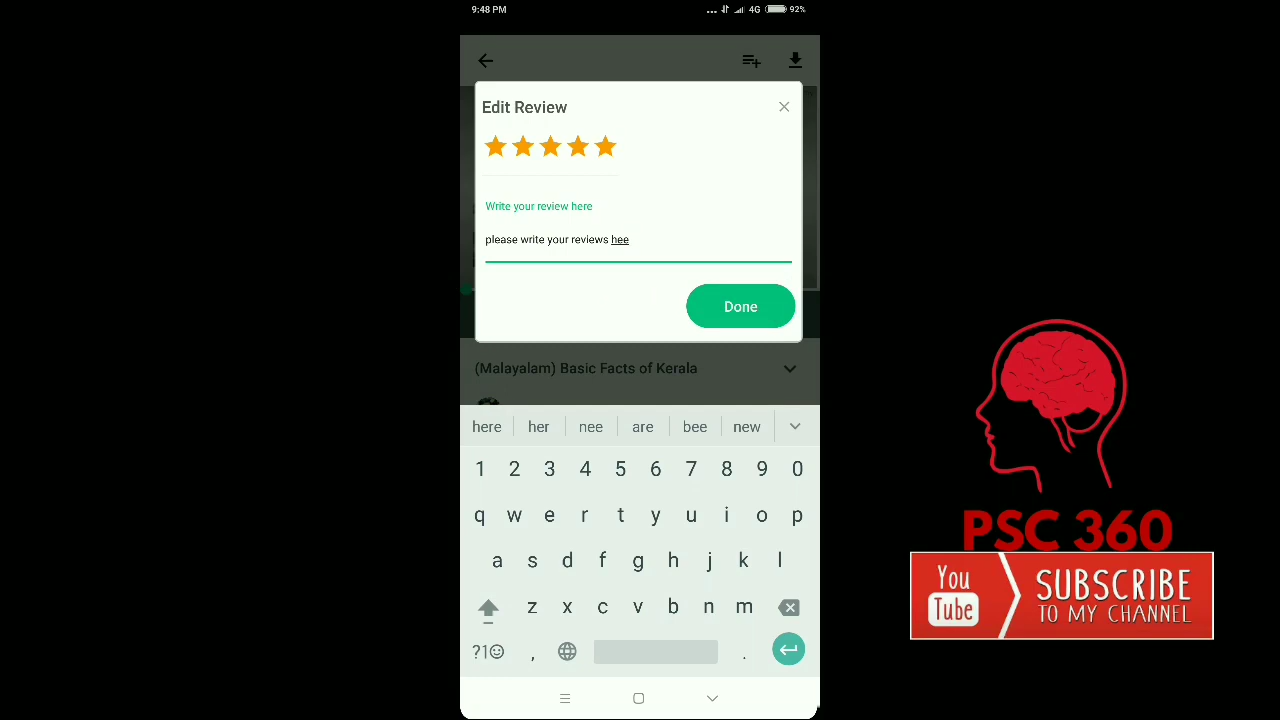 9:48 PM
4G 92%
Edit Review
Write your review here
please write your reviews hee
Done
(Malayalam) Basic Facts of Kerala
here her nee are bee new
1 2 3 4 5 6 7 8 9 0
q w e r t y u i o p
a s d f g h j k l
z x c v b n m
?1☺ , .
PSC 360
You Tube
SUBSCRIBE
TO MY CHANNEL